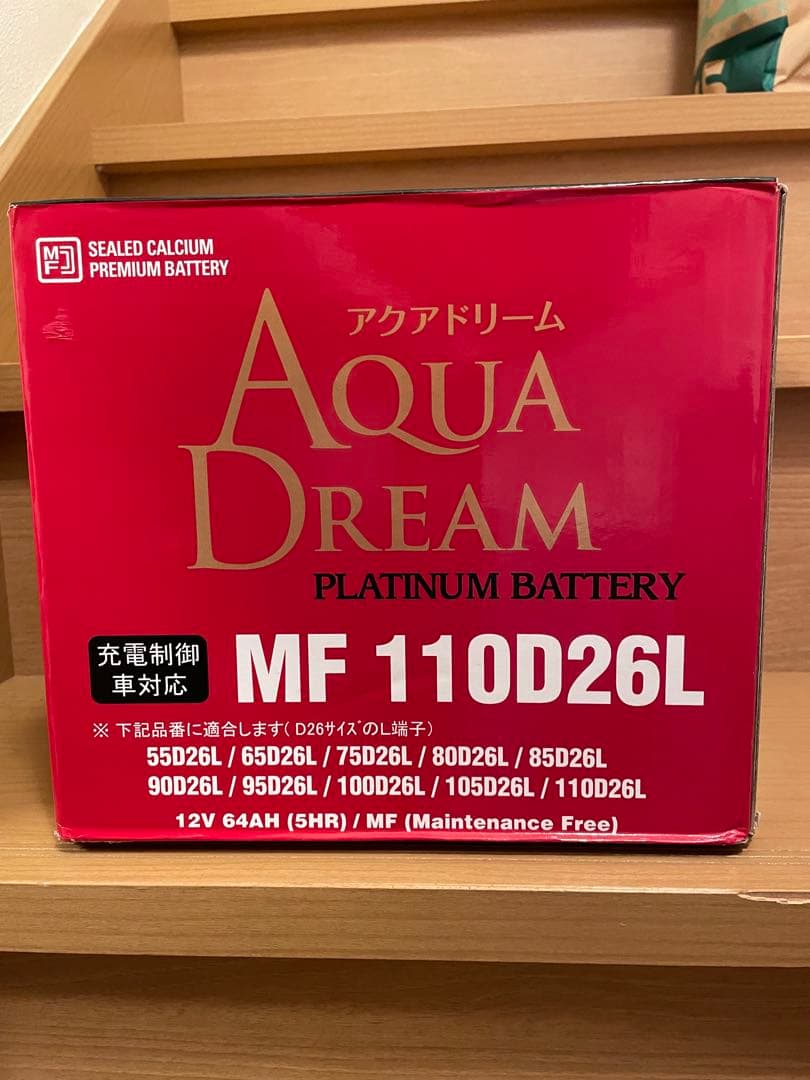 MF
SEALED CALCIUM
PREMIUM BATTERY
アクアドリーム
AQUA
DREAM
PLATINUM BATTERY
充電制御
車対応
MF 110D26L
※ 下記品番に適合します( D26ｻｲｽﾞのL端子)
55D26L / 65D26L / 75D26L / 80D26L / 85D26L
90D26L / 95D26L / 100D26L / 105D26L / 110D26L
12V 64AH (5HR) / MF (Maintenance Free)